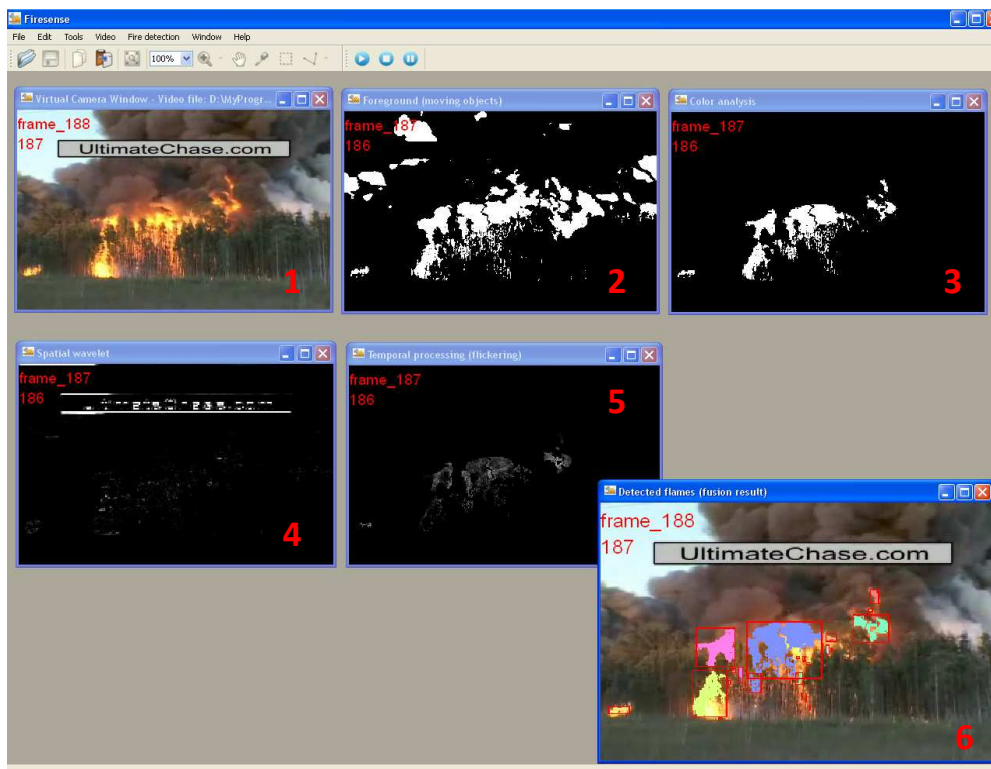 Firesense
File Edit Tools Video Fire detection Window Help
100%
Virtual Camera Window - Video file: D:\MyProgr...
frame_188
187
UltimateChase.com
1
Foreground (moving objects)
frame_187
186
2
Color analysis
frame_187
186
3
Spatial wavelet
frame_187
186
4
Temporal processing (flickering)
frame_187
186
5
Detected flames (fusion result)
frame_188
187
UltimateChase.com
6